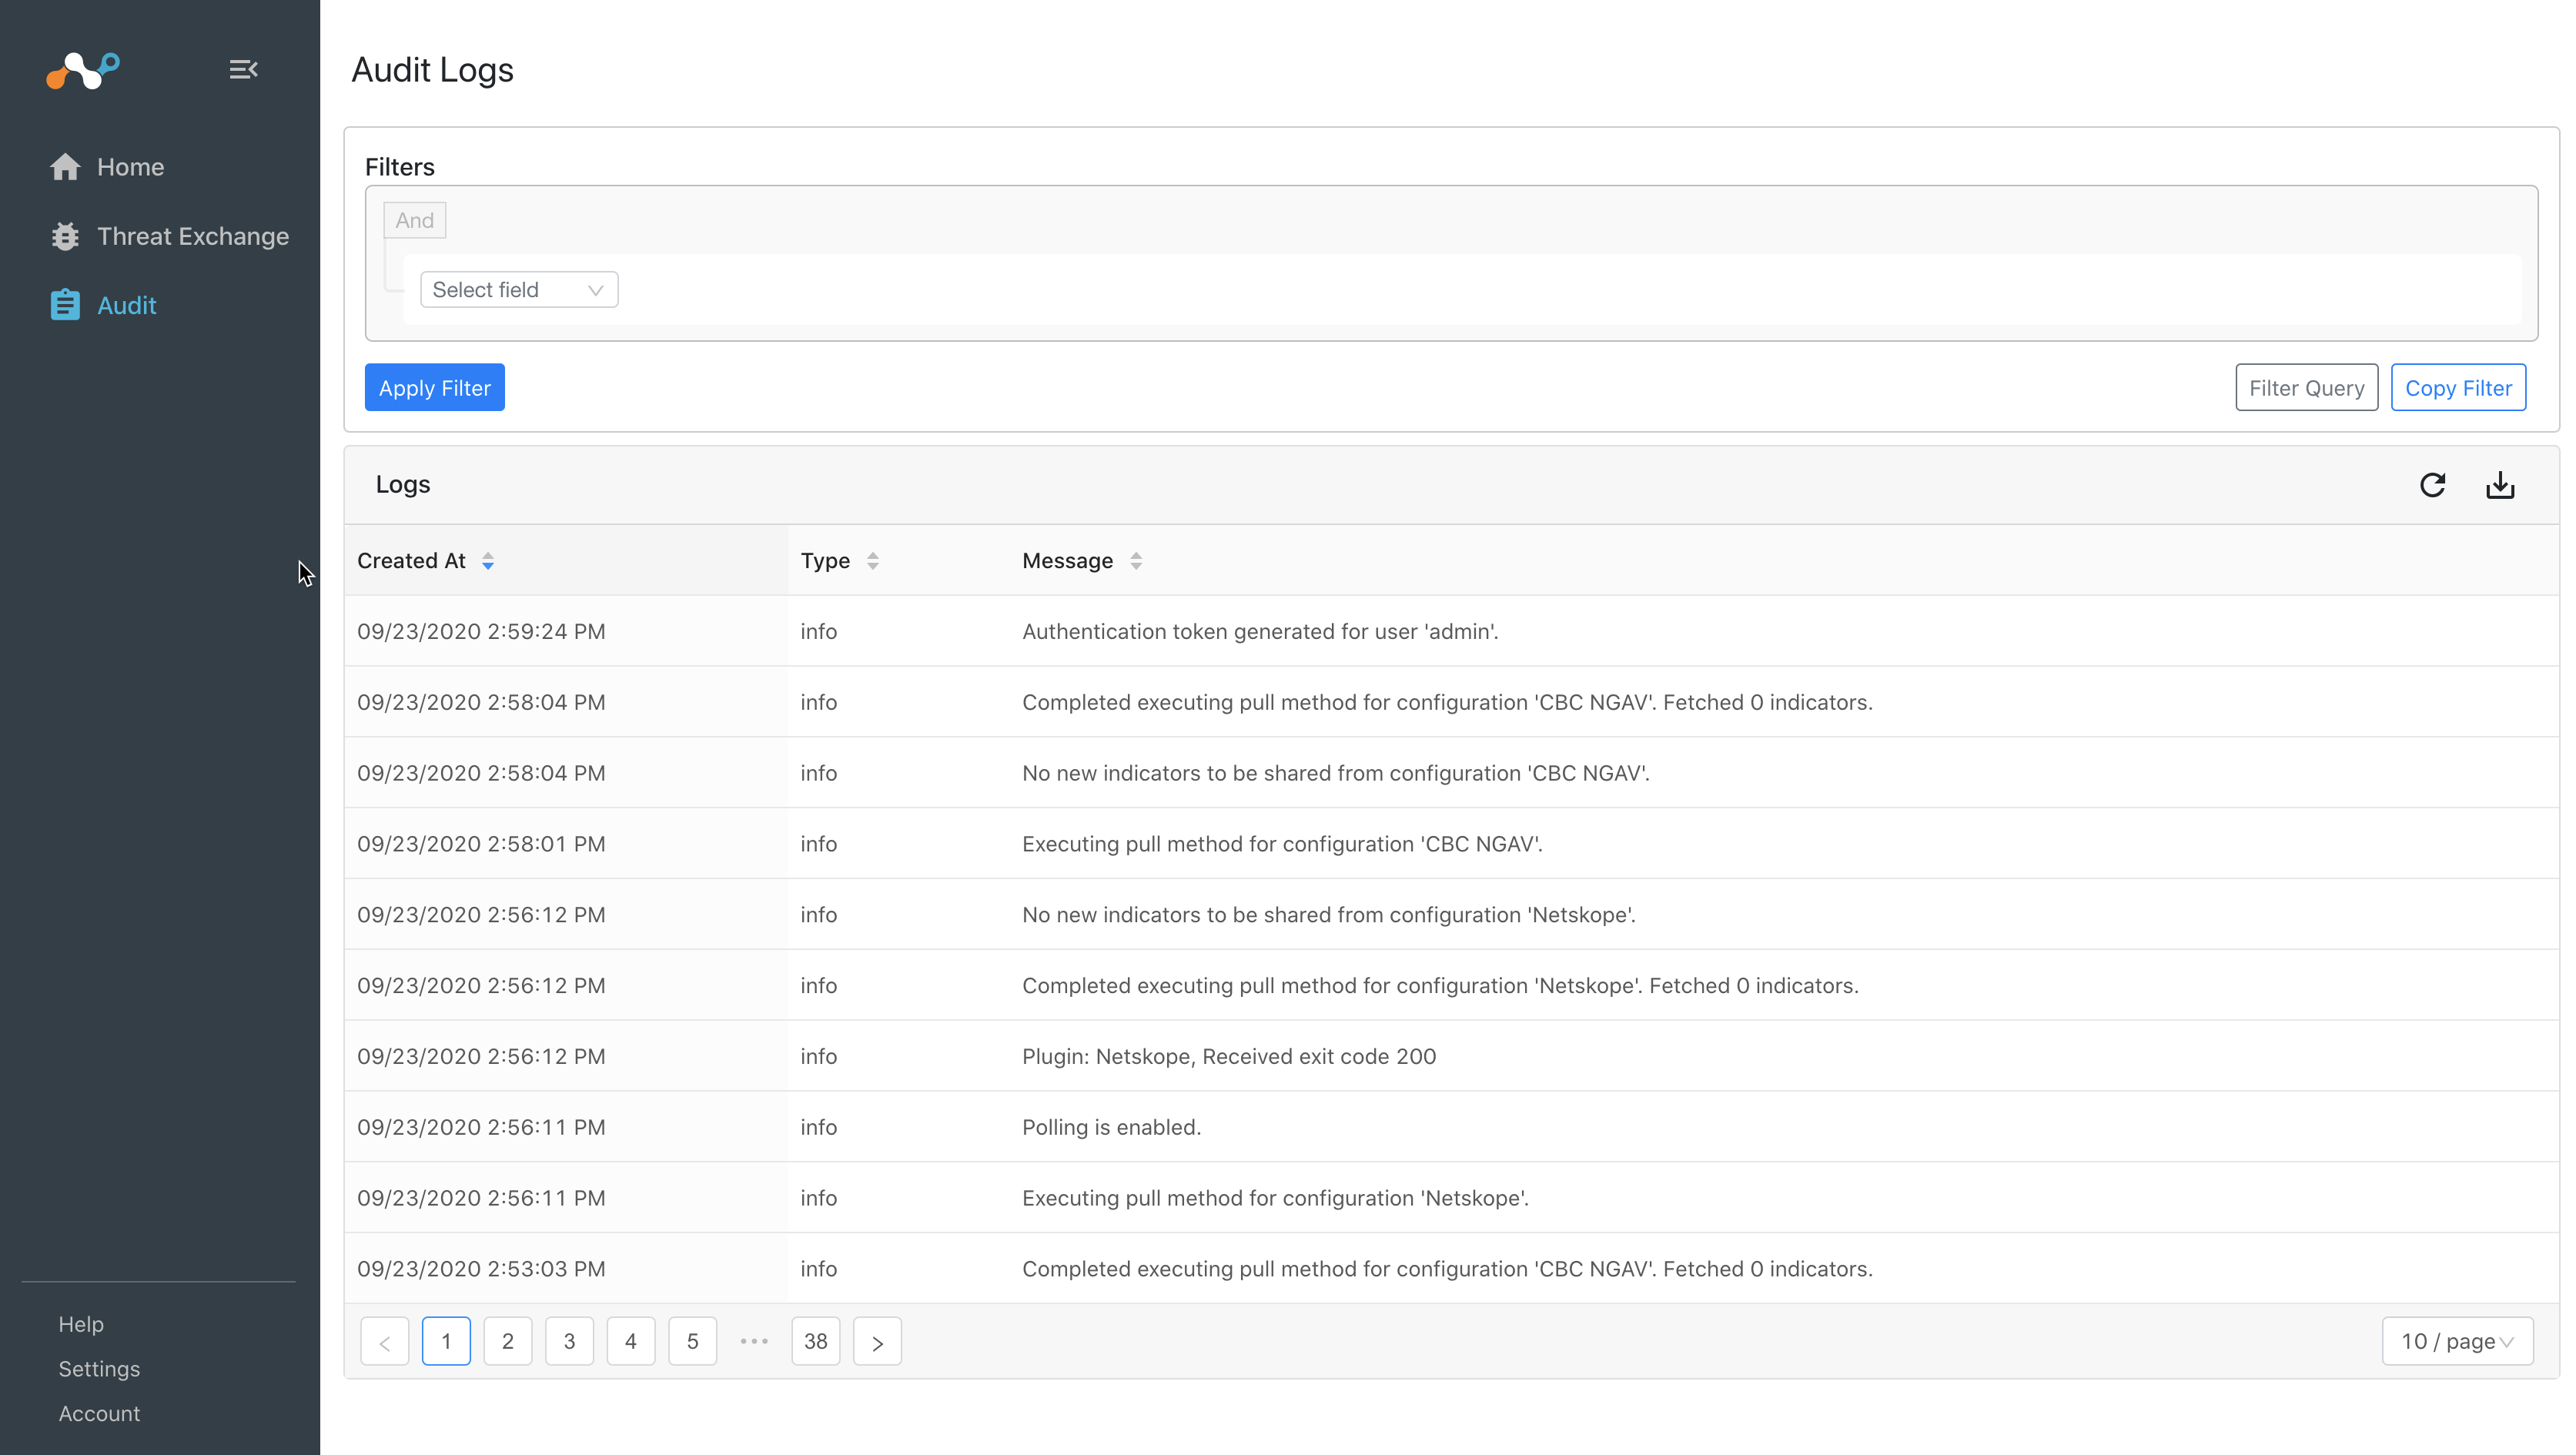 Home
Threat Exchange
Audit
Help
Settings
Account
Audit Logs
Filters
And
Select field
Apply Filter
Filter Query
Copy Filter
Logs
Created At Type Message
09/23/2020 2:59:24 PM info Authentication token generated for user 'admin'.
09/23/2020 2:58:04 PM info Completed executing pull method for configuration 'CBC NGAV'. Fetched 0 indicators.
09/23/2020 2:58:04 PM info No new indicators to be shared from configuration 'CBC NGAV'.
09/23/2020 2:58:01 PM info Executing pull method for configuration 'CBC NGAV'.
09/23/2020 2:56:12 PM info No new indicators to be shared from configuration 'Netskope'.
09/23/2020 2:56:12 PM info Completed executing pull method for configuration 'Netskope'. Fetched 0 indicators.
09/23/2020 2:56:12 PM info Plugin: Netskope, Received exit code 200
09/23/2020 2:56:11 PM info Polling is enabled.
09/23/2020 2:56:11 PM info Executing pull method for configuration 'Netskope'.
09/23/2020 2:53:03 PM info Completed executing pull method for configuration 'CBC NGAV'. Fetched 0 indicators.
< 1 2 3 4 5 ••• 38 >
10 / page